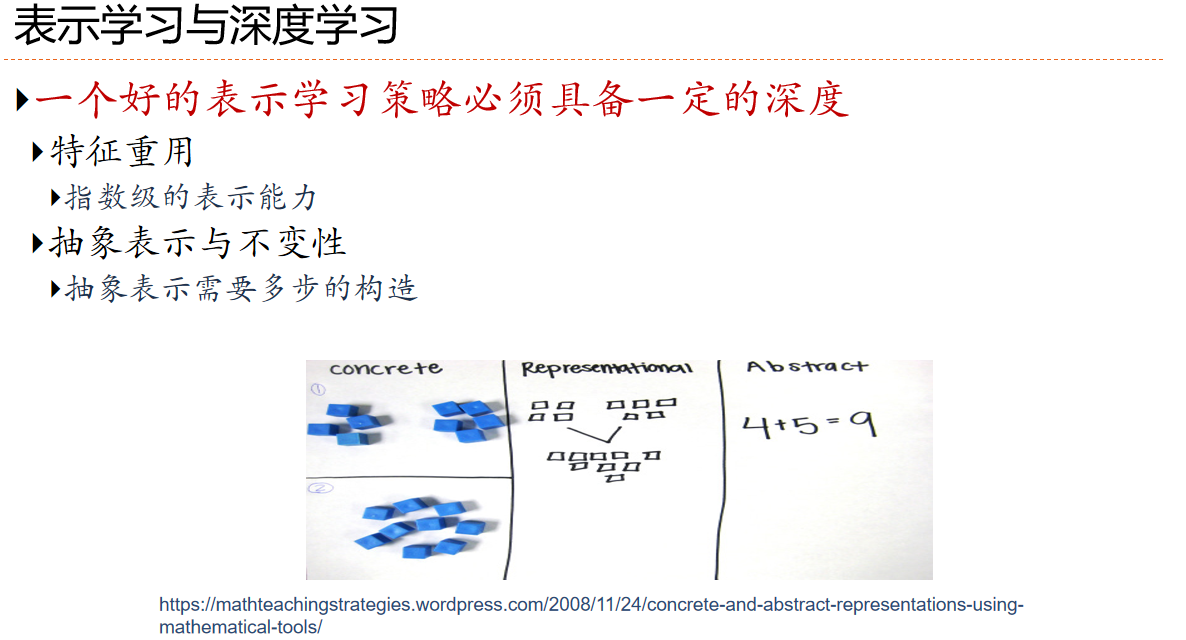 表示学习与深度学习
一个好的表示学习策略必须具备一定的深度
特征重用
指数级的表示能力
抽象表示与不变性
抽象表示需要多步的构造
concrete
Representational
Abstract
①
4+5=9
②
https://mathteachingstrategies.wordpress.com/2008/11/24/concrete-and-abstract-representations-using-
mathematical-tools/